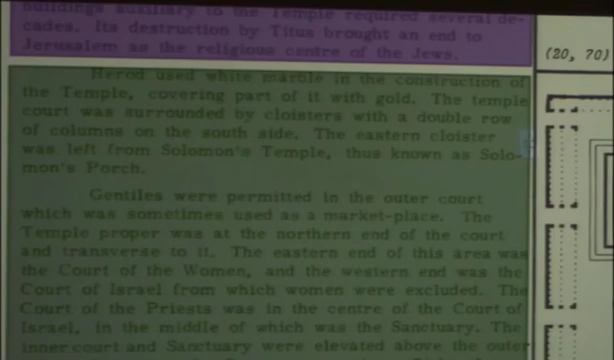 buildings auxiliary to the Temple required several de-
cades. Its destruction by Titus brought an end to
Jerusalem as the religious centre of the Jews.
(20, 70)
Herod used white marble in the construction of
the Temple, covering part of it with gold. The temple
court was surrounded by cloisters with a double row
of columns on the south side. The eastern cloister
was left from Solomon's Temple, thus known as Solo-
mon's Porch.
Gentiles were permitted in the outer court
which was sometimes used as a market-place. The
Temple proper was at the northern end of the court
and transverse to it. The eastern end of this area was
the Court of the Women, and the western end was the
Court of Israel from which women were excluded. The
Court of the Priests was in the centre of the Court of
Israel, in the middle of which was the Sanctuary. The
inner court and Sanctuary were elevated above the outer